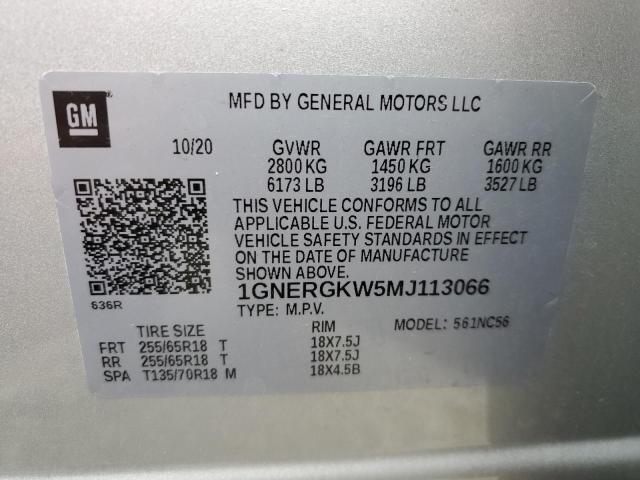 GM
MFD BY GENERAL MOTORS LLC
10/20 GVWR GAWR FRT GAWR RR
2800 KG 1450 KG 1600 KG
6173 LB 3196 LB 3527 LB
THIS VEHICLE CONFORMS TO ALL
APPLICABLE U.S. FEDERAL MOTOR
VEHICLE SAFETY STANDARDS IN EFFECT
ON THE DATE OF MANUFACTURE
SHOWN ABOVE.
636R
1GNERGKW5MJ113066
TYPE: M.P.V. MODEL: 561NC56
TIRE SIZE RIM
FRT 255/65R18 T 18X7.5J
RR 255/65R18 T 18X7.5J
SPA T135/70R18 M 18X4.5B